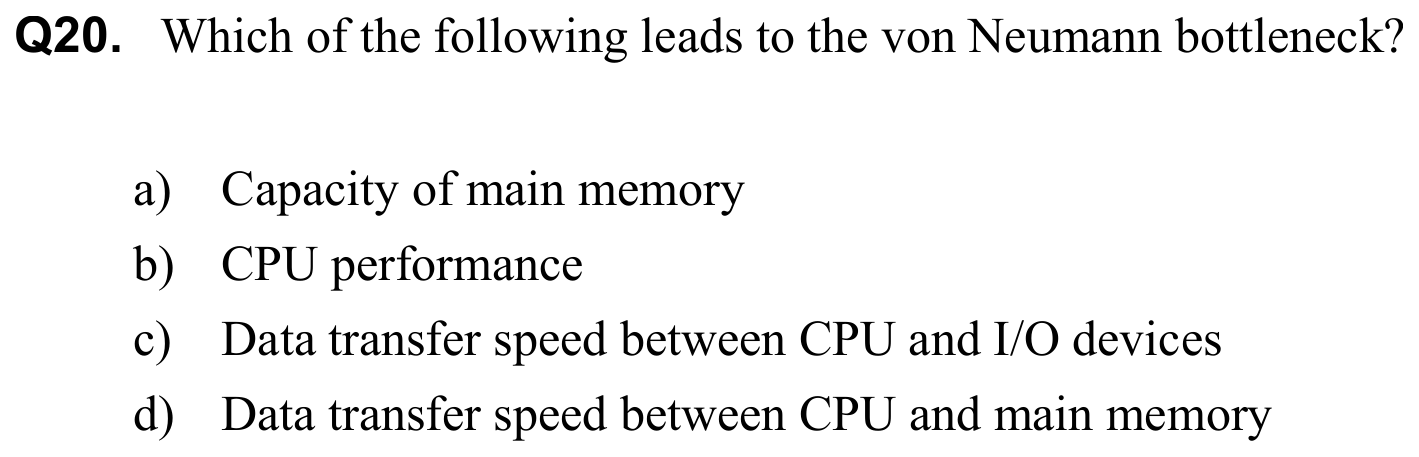 Q20. Which of the following leads to the von Neumann bottleneck?
a) Capacity of main memory
b) CPU performance
c) Data transfer speed between CPU and I/O devices
d) Data transfer speed between CPU and main memory